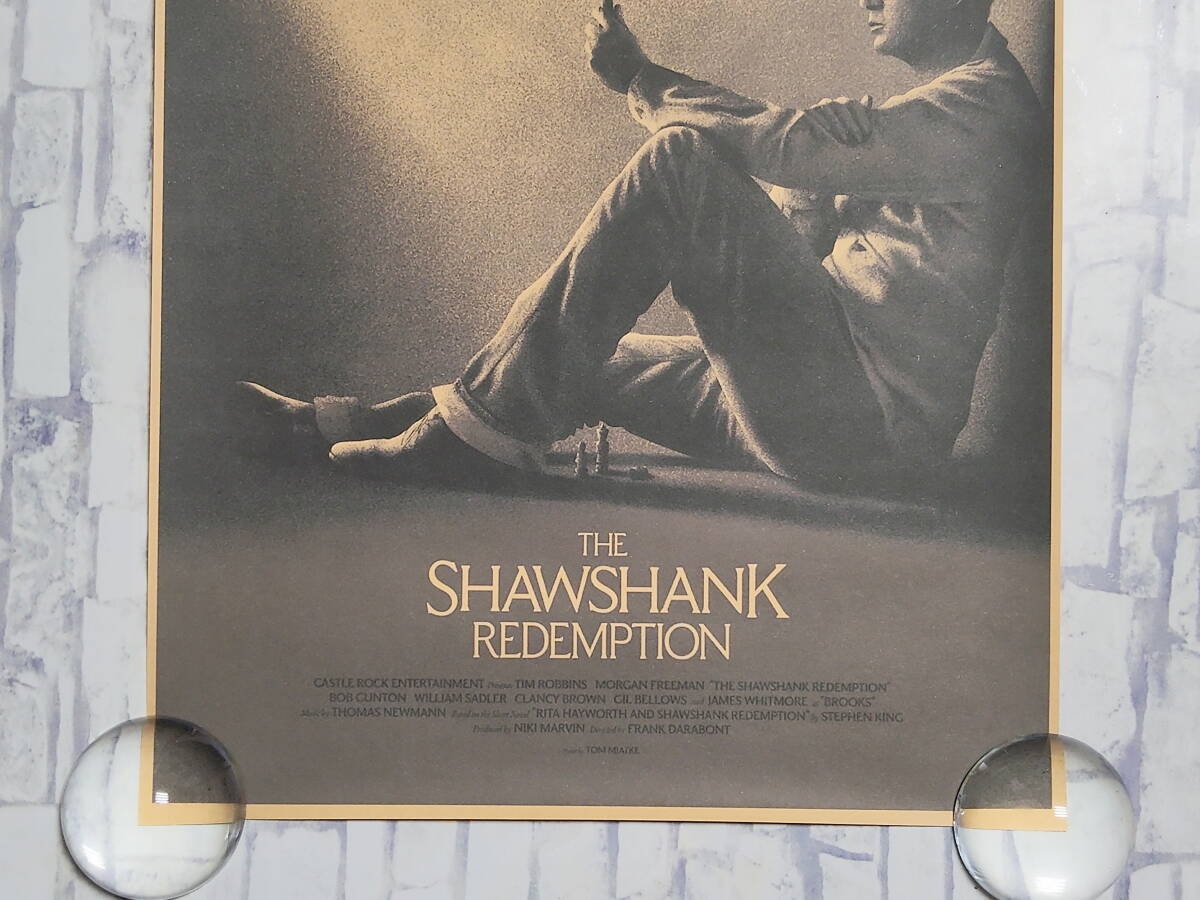 THE
SHAWSHANK
REDEMPTION
CASTLE ROCK ENTERTAINMENT Presents TIM ROBBINS MORGAN FREEMAN "THE SHAWSHANK REDEMPTION"
BOB GUNTON WILLIAM SADLER CLANCY BROWN GIL BELLOWS and JAMES WHITMORE as "BROOKS"
Music by THOMAS NEWMANN Based on the Short Novel "RITA HAYWORTH AND SHAWSHANK REDEMPTION" By STEPHEN KING
Produced by NIKI MARVIN Directed by FRANK DARABONT
TOM MIATKE